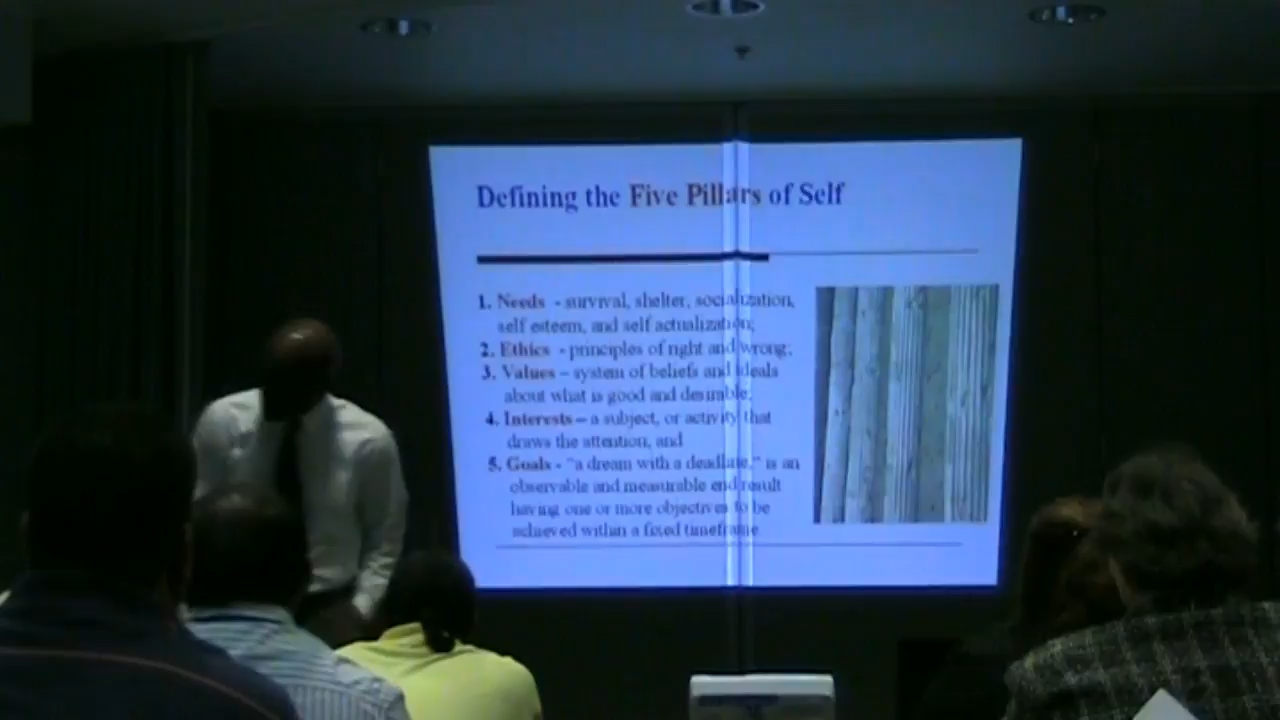 Defining the Five Pillars of Self
1. Needs - survival, shelter, socialization,
self esteem, and self actualization;
2. Ethics - principles of right and wrong;
3. Values – system of beliefs and ideals
about what is good and desirable;
4. Interests – a subject, or activity that
draws the attention, and
5. Goals - "a dream with a deadline," is an
observable and measurable end result
having one or more objectives to be
achieved within a fixed timeframe